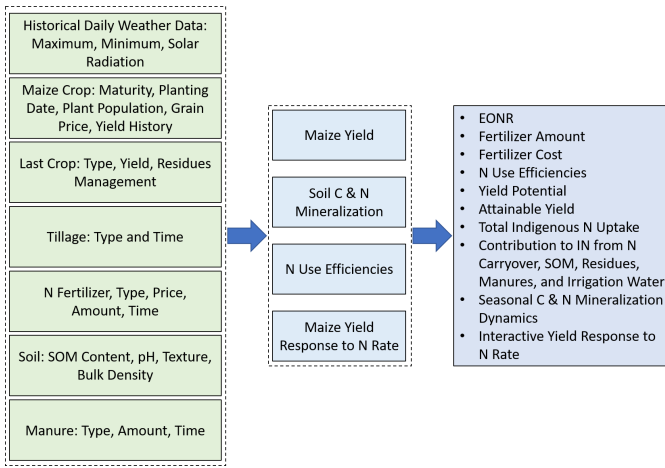 Historical Daily Weather Data:
Maximum, Minimum, Solar
Radiation
Maize Crop: Maturity, Planting
Date, Plant Population, Grain
Price, Yield History
Last Crop: Type, Yield, Residues
Management
Tillage: Type and Time
N Fertilizer, Type, Price,
Amount, Time
Soil: SOM Content, pH, Texture,
Bulk Density
Manure: Type, Amount, Time
Maize Yield
Soil C & N
Mineralization
N Use Efficiencies
Maize Yield
Response to N Rate
• EONR
• Fertilizer Amount
• Fertilizer Cost
• N Use Efficiencies
• Yield Potential
• Attainable Yield
• Total Indigenous N Uptake
• Contribution to IN from N
Carryover, SOM, Residues,
Manures, and Irrigation Water
• Seasonal C & N Mineralization
Dynamics
• Interactive Yield Response to
N Rate